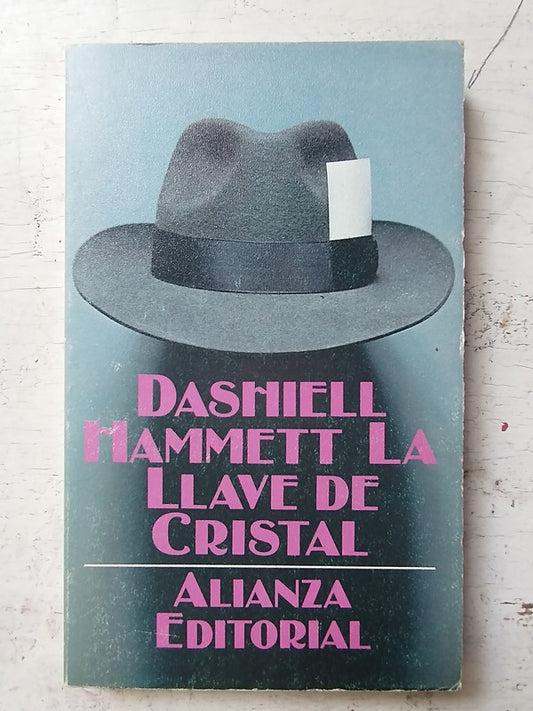 DASHIELL
HAMMETT LA
LLAVE DE
CRISTAL
ALIANZA
EDITORIAL